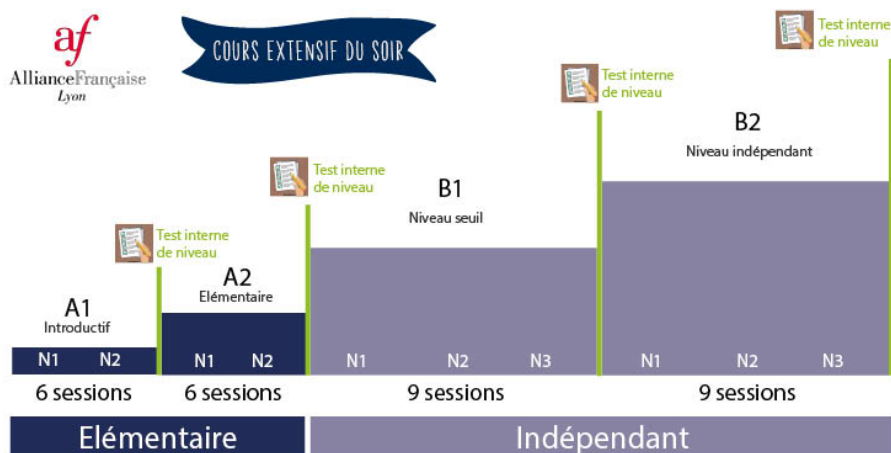 af
AllianceFrançaise
Lyon
COURS EXTENSIF DU SOIR
Test interne
de niveau
Test interne
de niveau
B2
Niveau indépendant
Test interne
de niveau
B1
Niveau seuil
Test interne
de niveau
A2
Elémentaire
A1
Introductif
N1 N2
N1 N2
N1 N2 N3
N1 N2 N3
6 sessions
6 sessions
9 sessions
9 sessions
Elémentaire
Indépendant